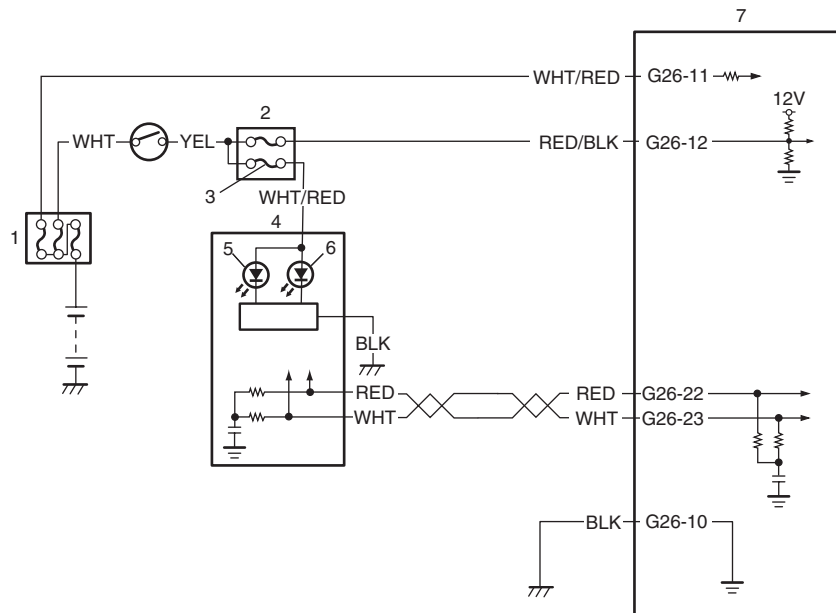 7
WHT/RED
G26-11
2
12V
WHT
YEL
RED/BLK
G26-12
3
WHT/RED
1
4
5
6
BLK
RED
RED
G26-22
WHT
WHT
G26-23
BLK
G26-10